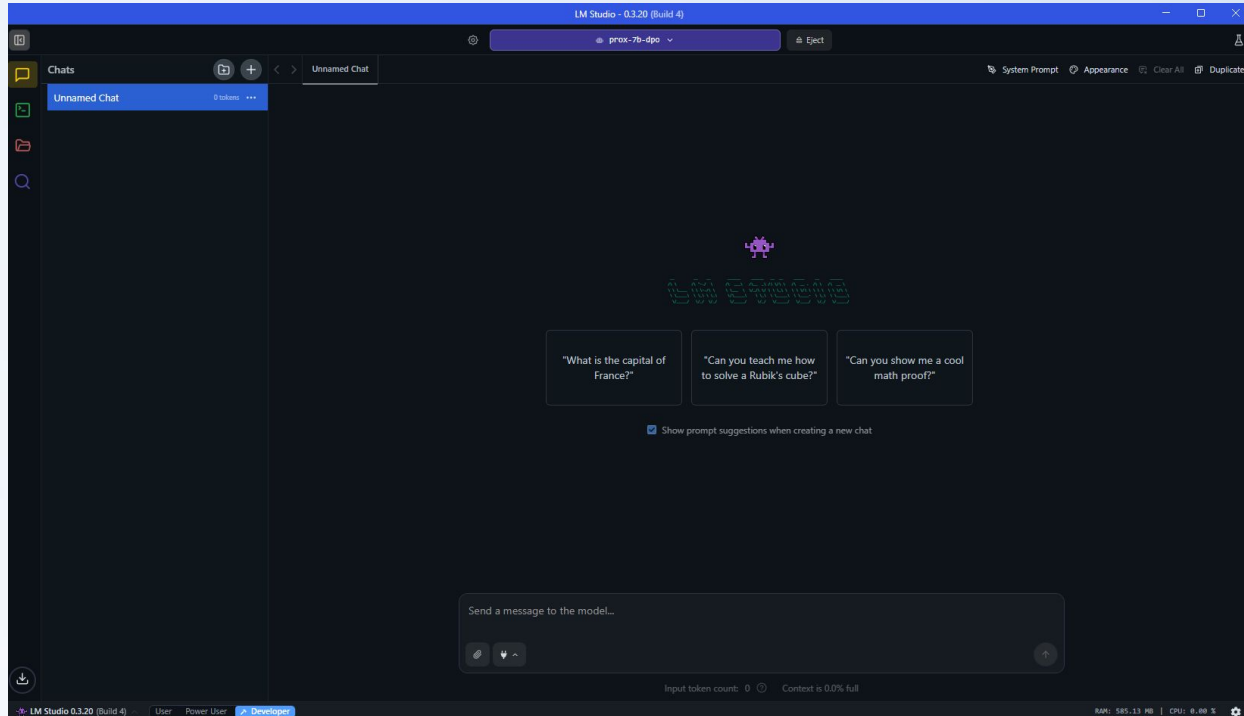 LM Studio - 0.3.20 (Build 4)
prox-7b-dpo
Eject
Chats
Unnamed Chat
System Prompt
Appearance
Clear All
Duplicate
Unnamed Chat
0 tokens
LM STUDIO
"What is the capital of
France?"
"Can you teach me how
to solve a Rubik's cube?"
"Can you show me a cool
math proof?"
Show prompt suggestions when creating a new chat
Send a message to the model...
Input token count: 0
Context is 0.0% full
LM Studio 0.3.20 (Build 4)
User
Power User
Developer
RAM: 585.13 MB | CPU: 0.00 %